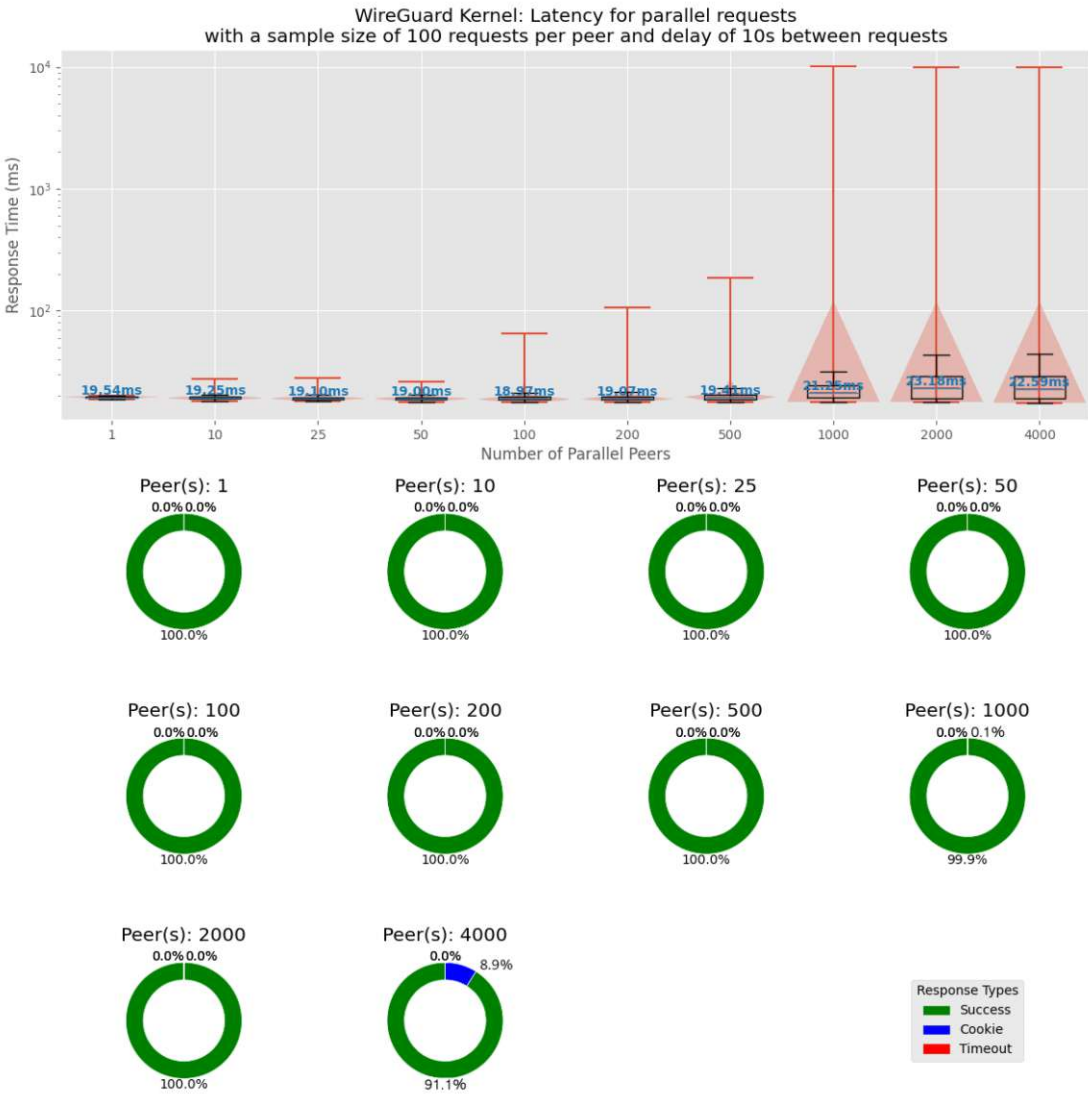 WireGuard Kernel: Latency for parallel requests
with a sample size of 100 requests per peer and delay of 10s between requests
Response Time (ms)
10⁴
10³
10²
19.54ms 19.25ms 19.10ms 19.00ms 18.97ms 19.07ms 19.41ms 21.25ms 23.18ms 22.59ms
1 10 25 50 100 200 500 1000 2000 4000
Number of Parallel Peers
Peer(s): 1 Peer(s): 10 Peer(s): 25 Peer(s): 50
0.0% 0.0% 0.0% 0.0% 0.0% 0.0% 0.0% 0.0%
100.0% 100.0% 100.0% 100.0%
Peer(s): 100 Peer(s): 200 Peer(s): 500 Peer(s): 1000
0.0% 0.0% 0.0% 0.0% 0.0% 0.0% 0.0% 0.1%
100.0% 100.0% 100.0% 99.9%
Peer(s): 2000 Peer(s): 4000
0.0% 0.0% 0.0% 8.9%
100.0% 91.1%
Response Types
Success
Cookie
Timeout